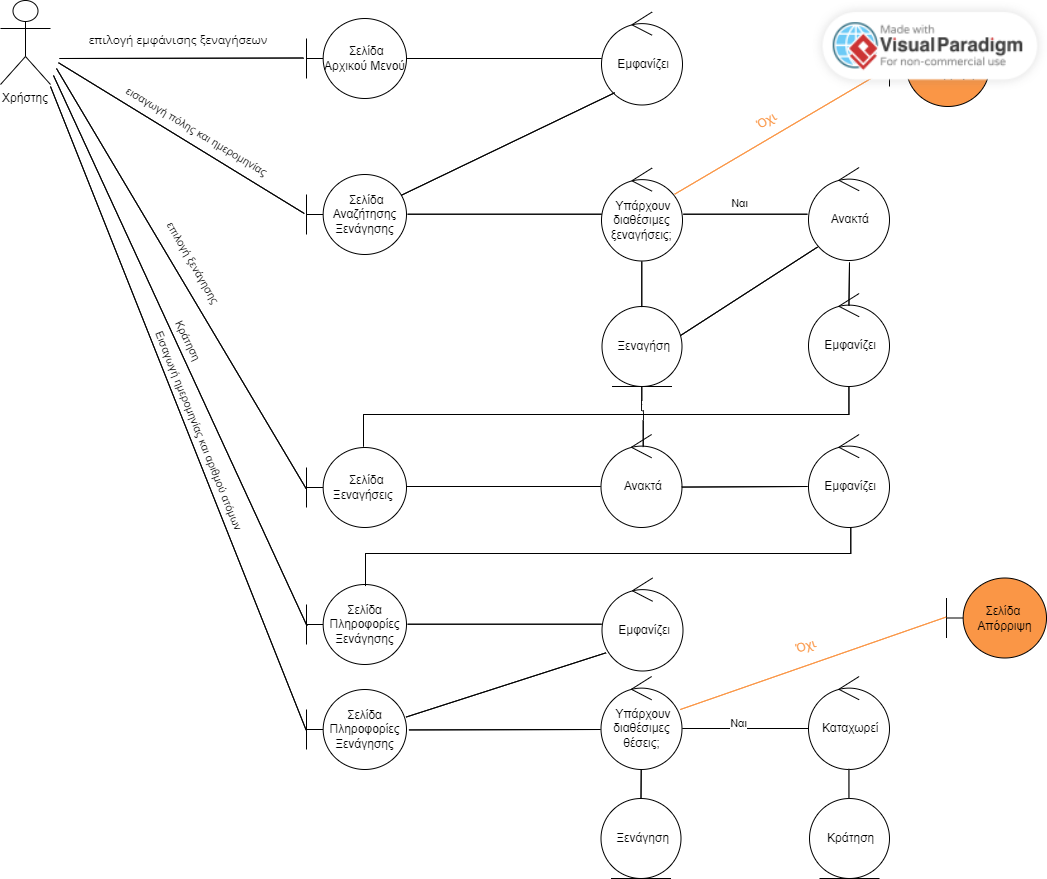 επιλογή εμφάνισης ξεναγήσεων
Σελίδα
Αρχικού Μενού
Εμφανίζει
Made with
Visual Paradigm
For non-commercial use
Χρήστης
εισαγωγή πόλης και ημερομηνίας
Όχι
Σελίδα
Αναζήτησης
Ξενάγησης
Υπάρχουν
διαθέσιμες
ξεναγήσεις;
Ναι
Ανακτά
επιλογή ξενάγησης
Κράτηση
Εισαγωγή ημερομηνίας και αριθμού ατόμων
Ξεναγήση
Εμφανίζει
Σελίδα
Ξεναγήσεις
Ανακτά
Εμφανίζει
Σελίδα
Πληροφορίες
Ξενάγησης
Εμφανίζει
Όχι
Σελίδα
Απόρριψη
Σελίδα
Πληροφορίες
Ξενάγησης
Υπάρχουν
διαθέσιμες
θέσεις;
Ναι
Καταχωρεί
Ξενάγηση
Κράτηση